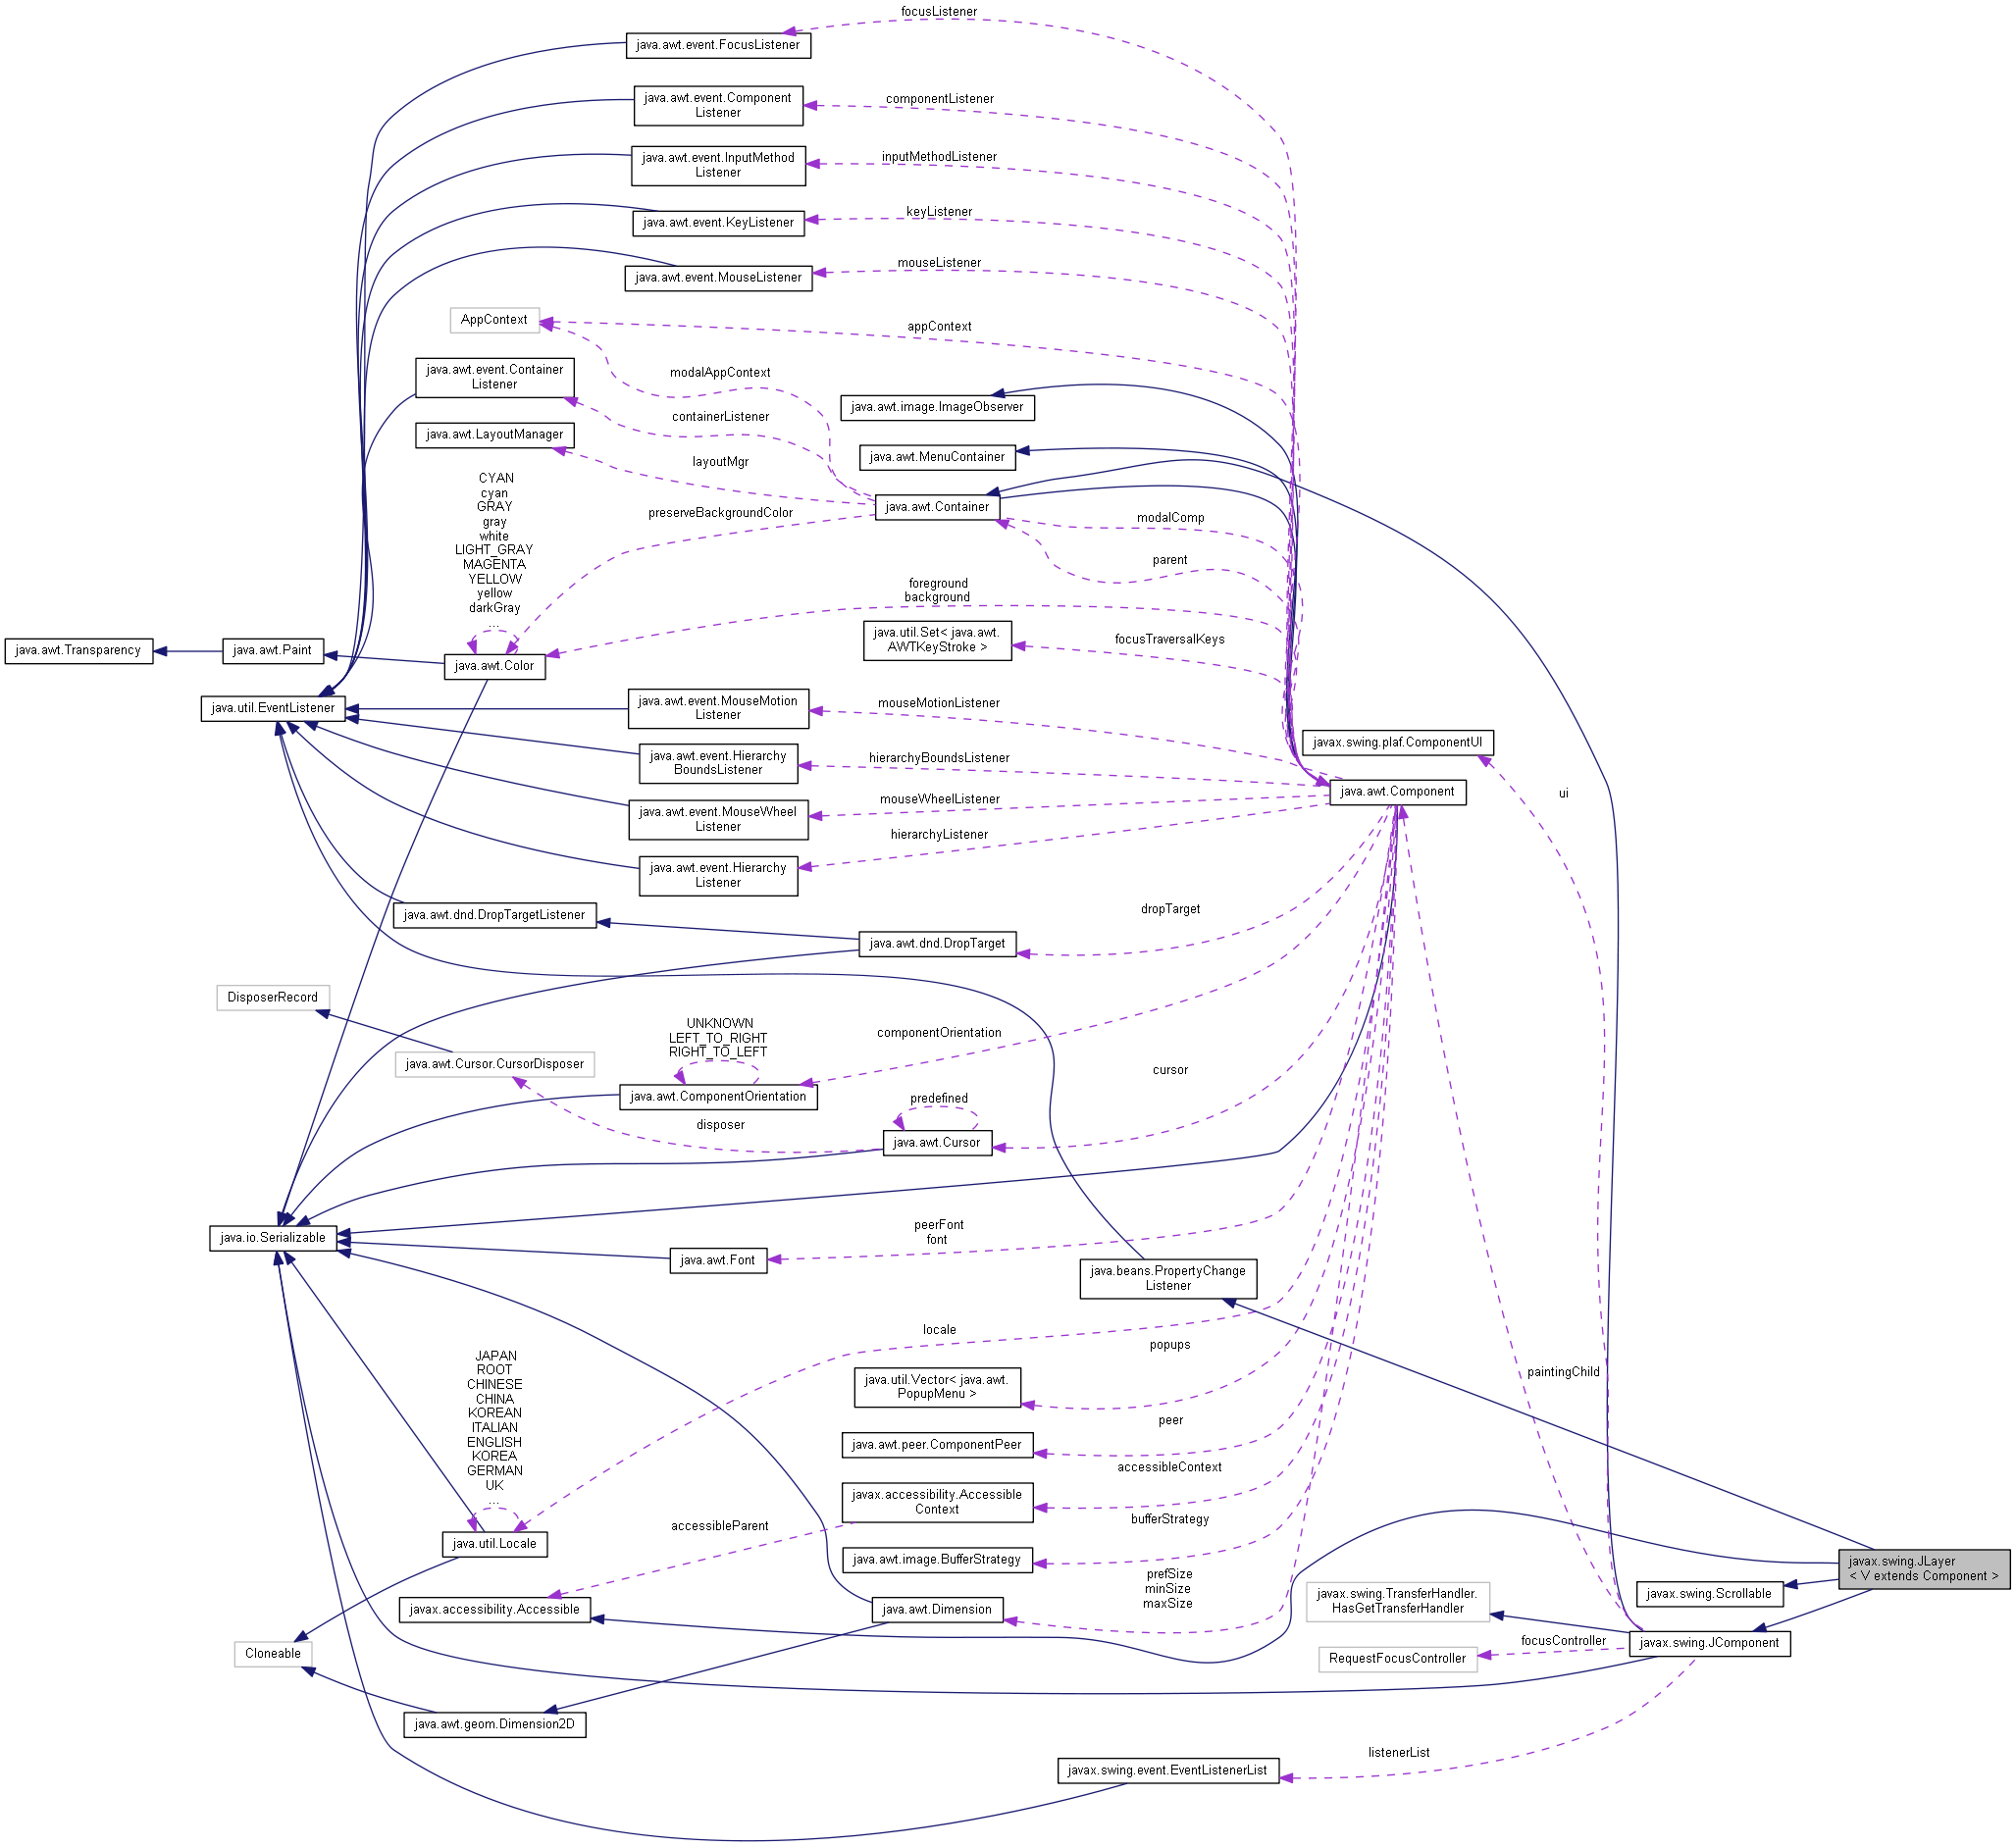 focusListener
java.awt.event.FocusListener
java.awt.event.Component
Listener
componentListener
java.awt.event.InputMethod
Listener
inputMethodListener
java.awt.event.KeyListener
keyListener
java.awt.event.MouseListener
mouseListener
AppContext
appContext
modalAppContext
java.awt.event.Container
Listener
containerListener
java.awt.image.ImageObserver
java.awt.LayoutManager
layoutMgr
java.awt.MenuContainer
java.awt.Container
preserveBackgroundColor
modalComp
parent
CYAN
cyan
GRAY
gray
white
LIGHT_GRAY
MAGENTA
YELLOW
yellow
darkGray
...
foreground
background
java.util.Set< java.awt.
AWTKeyStroke >
focusTraversalKeys
java.awt.Transparency
java.awt.Paint
java.awt.Color
java.util.EventListener
java.awt.event.MouseMotion
Listener
mouseMotionListener
java.awt.event.Hierarchy
BoundsListener
hierarchyBoundsListener
javax.swing.plaf.ComponentUI
java.awt.Component
ui
java.awt.event.MouseWheel
Listener
mouseWheelListener
java.awt.event.Hierarchy
Listener
hierarchyListener
java.awt.dnd.DropTargetListener
java.awt.dnd.DropTarget
dropTarget
DisposerRecord
java.awt.Cursor.CursorDisposer
UNKNOWN
LEFT_TO_RIGHT
RIGHT_TO_LEFT
java.awt.ComponentOrientation
componentOrientation
disposer
predefined
java.awt.Cursor
cursor
java.io.Serializable
java.awt.Font
peerFont
font
java.beans.PropertyChange
Listener
locale
popups
java.util.Vector< java.awt.
PopupMenu >
paintingChild
JAPAN
ROOT
CHINESE
CHINA
KOREAN
ITALIAN
ENGLISH
KOREA
GERMAN
UK
...
java.util.Locale
java.awt.peer.ComponentPeer
peer
javax.accessibility.Accessible
Context
accessibleContext
accessibleParent
java.awt.image.BufferStrategy
bufferStrategy
prefSize
minSize
maxSize
javax.swing.JLayer
< V extends Component >
javax.swing.Scrollable
javax.swing.TransferHandler.
HasGetTransferHandler
javax.accessibility.Accessible
java.awt.Dimension
Cloneable
focusController
javax.swing.JComponent
RequestFocusController
java.awt.geom.Dimension2D
listenerList
javax.swing.event.EventListenerList